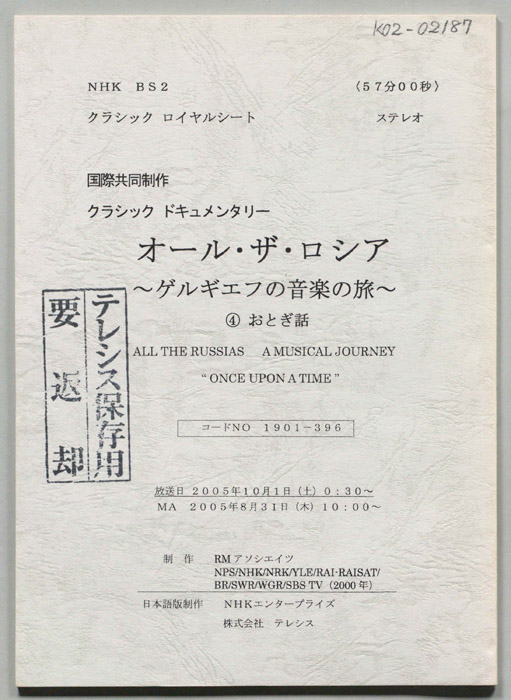 K02-02187
NHK BS2 （57分00秒）
クラシック ロイヤルシート ステレオ
国際共同制作
クラシック ドキュメンタリー
オール・ザ・ロシア
～ゲルギエフの音楽の旅～
④ おとぎ話
ALL THE RUSSIAS A MUSICAL JOURNEY
“ ONCE UPON A TIME ”
テレシス保存用
要返却
コードNO 1901−396
放送日 2005年10月1日（土）0：30～
MA 2005年8月31日（木）10：00～
制 作 RMアソシエイツ
NPS/NHK/NRK/YLE/RAI-RAISAT/
BR/SWR/WGR/SBS TV（2000年）
日本語版制作 NHKエンタープライズ
株式会社 テレシス